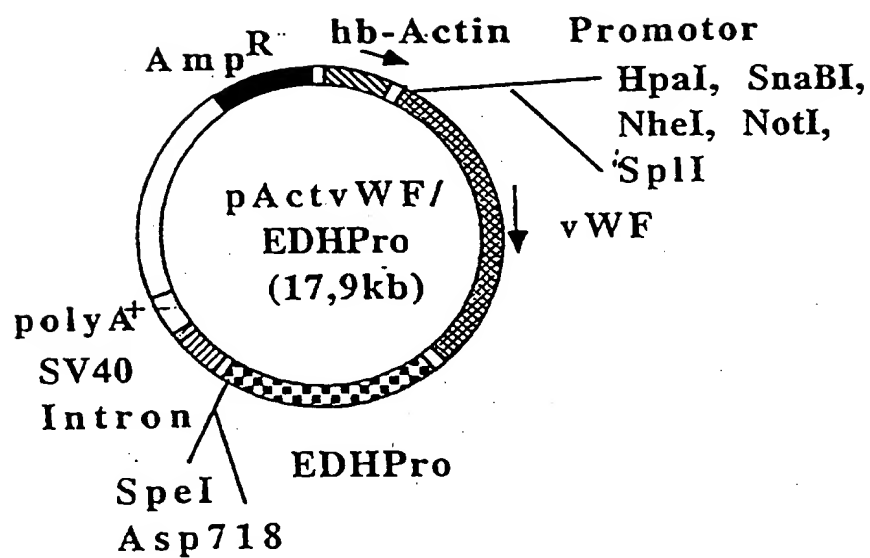 hb-Actin Promotor
AmpR
HpaI, SnaBI,
NheI, NotI,
SplI
pActvWF/
EDHPro
(17,9kb)
vWF
polyA+
SV40
Intron
EDHPro
SpeI
Asp718